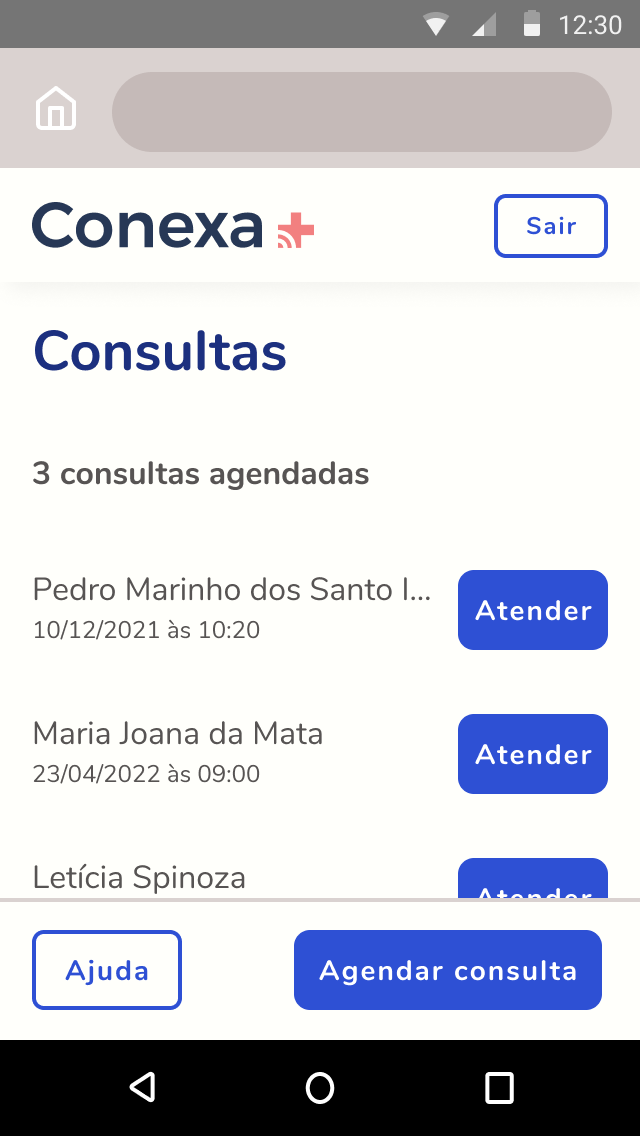 12:30
Conexa
Sair
Consultas
3 consultas agendadas
Pedro Marinho dos Santo I...
10/12/2021 às 10:20
Atender
Maria Joana da Mata
23/04/2022 às 09:00
Atender
Letícia Spinoza
Atender
Ajuda
Agendar consulta